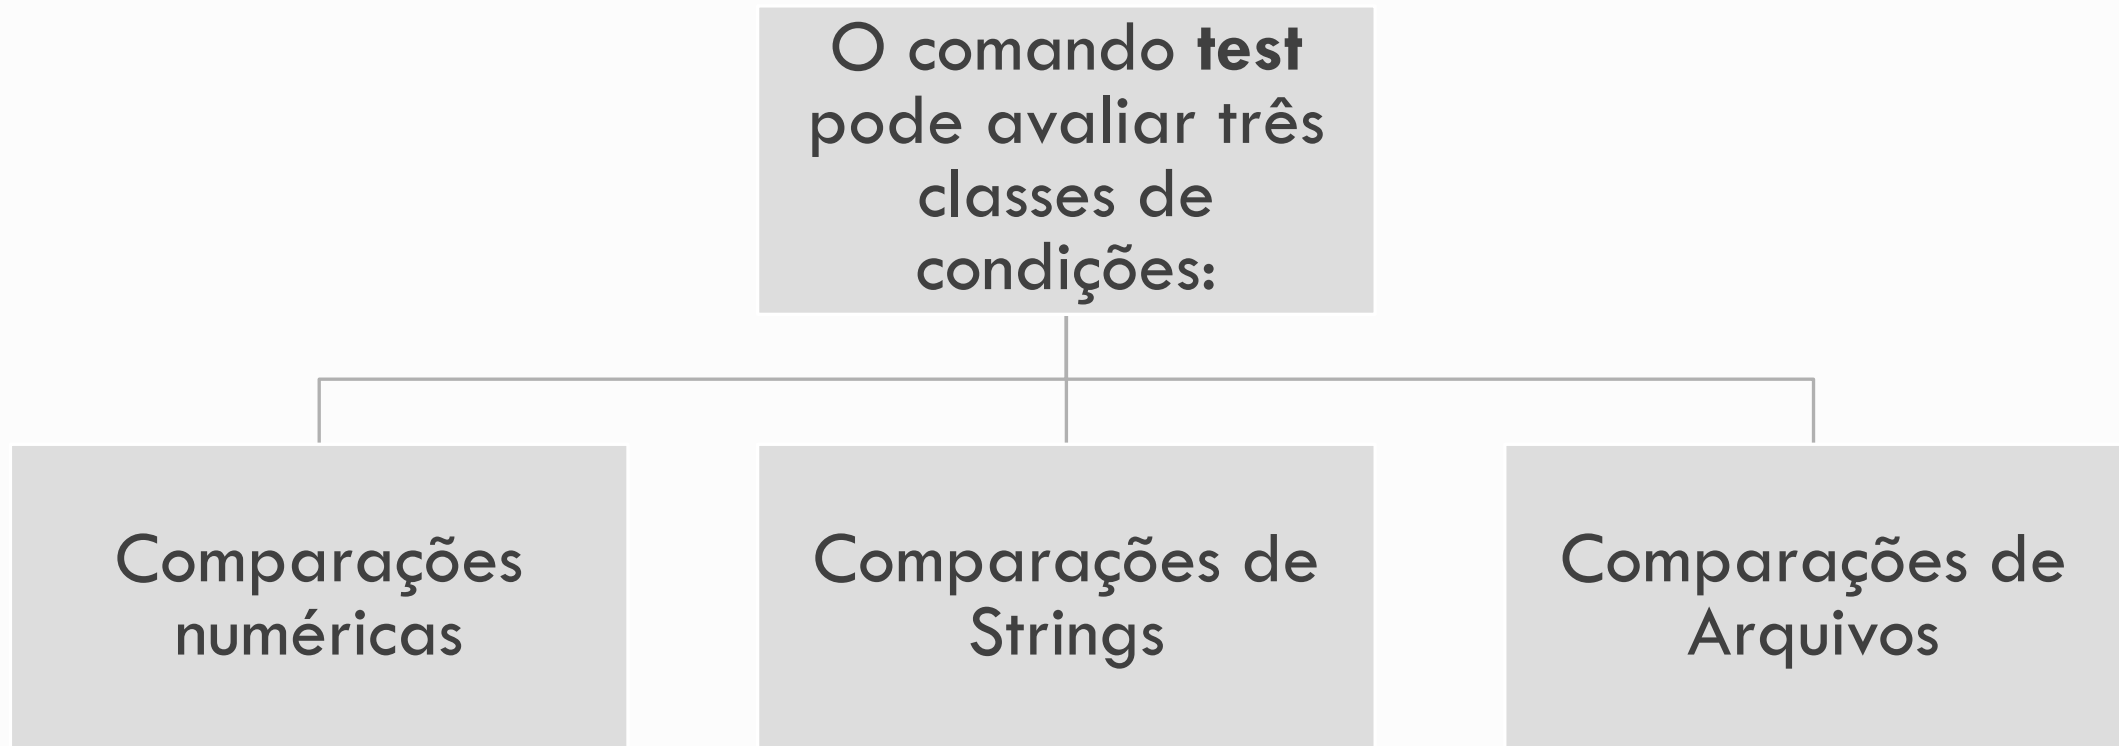 O comando test
pode avaliar três
classes de
condições:
Comparações
numéricas
Comparações de
Strings
Comparações de
Arquivos